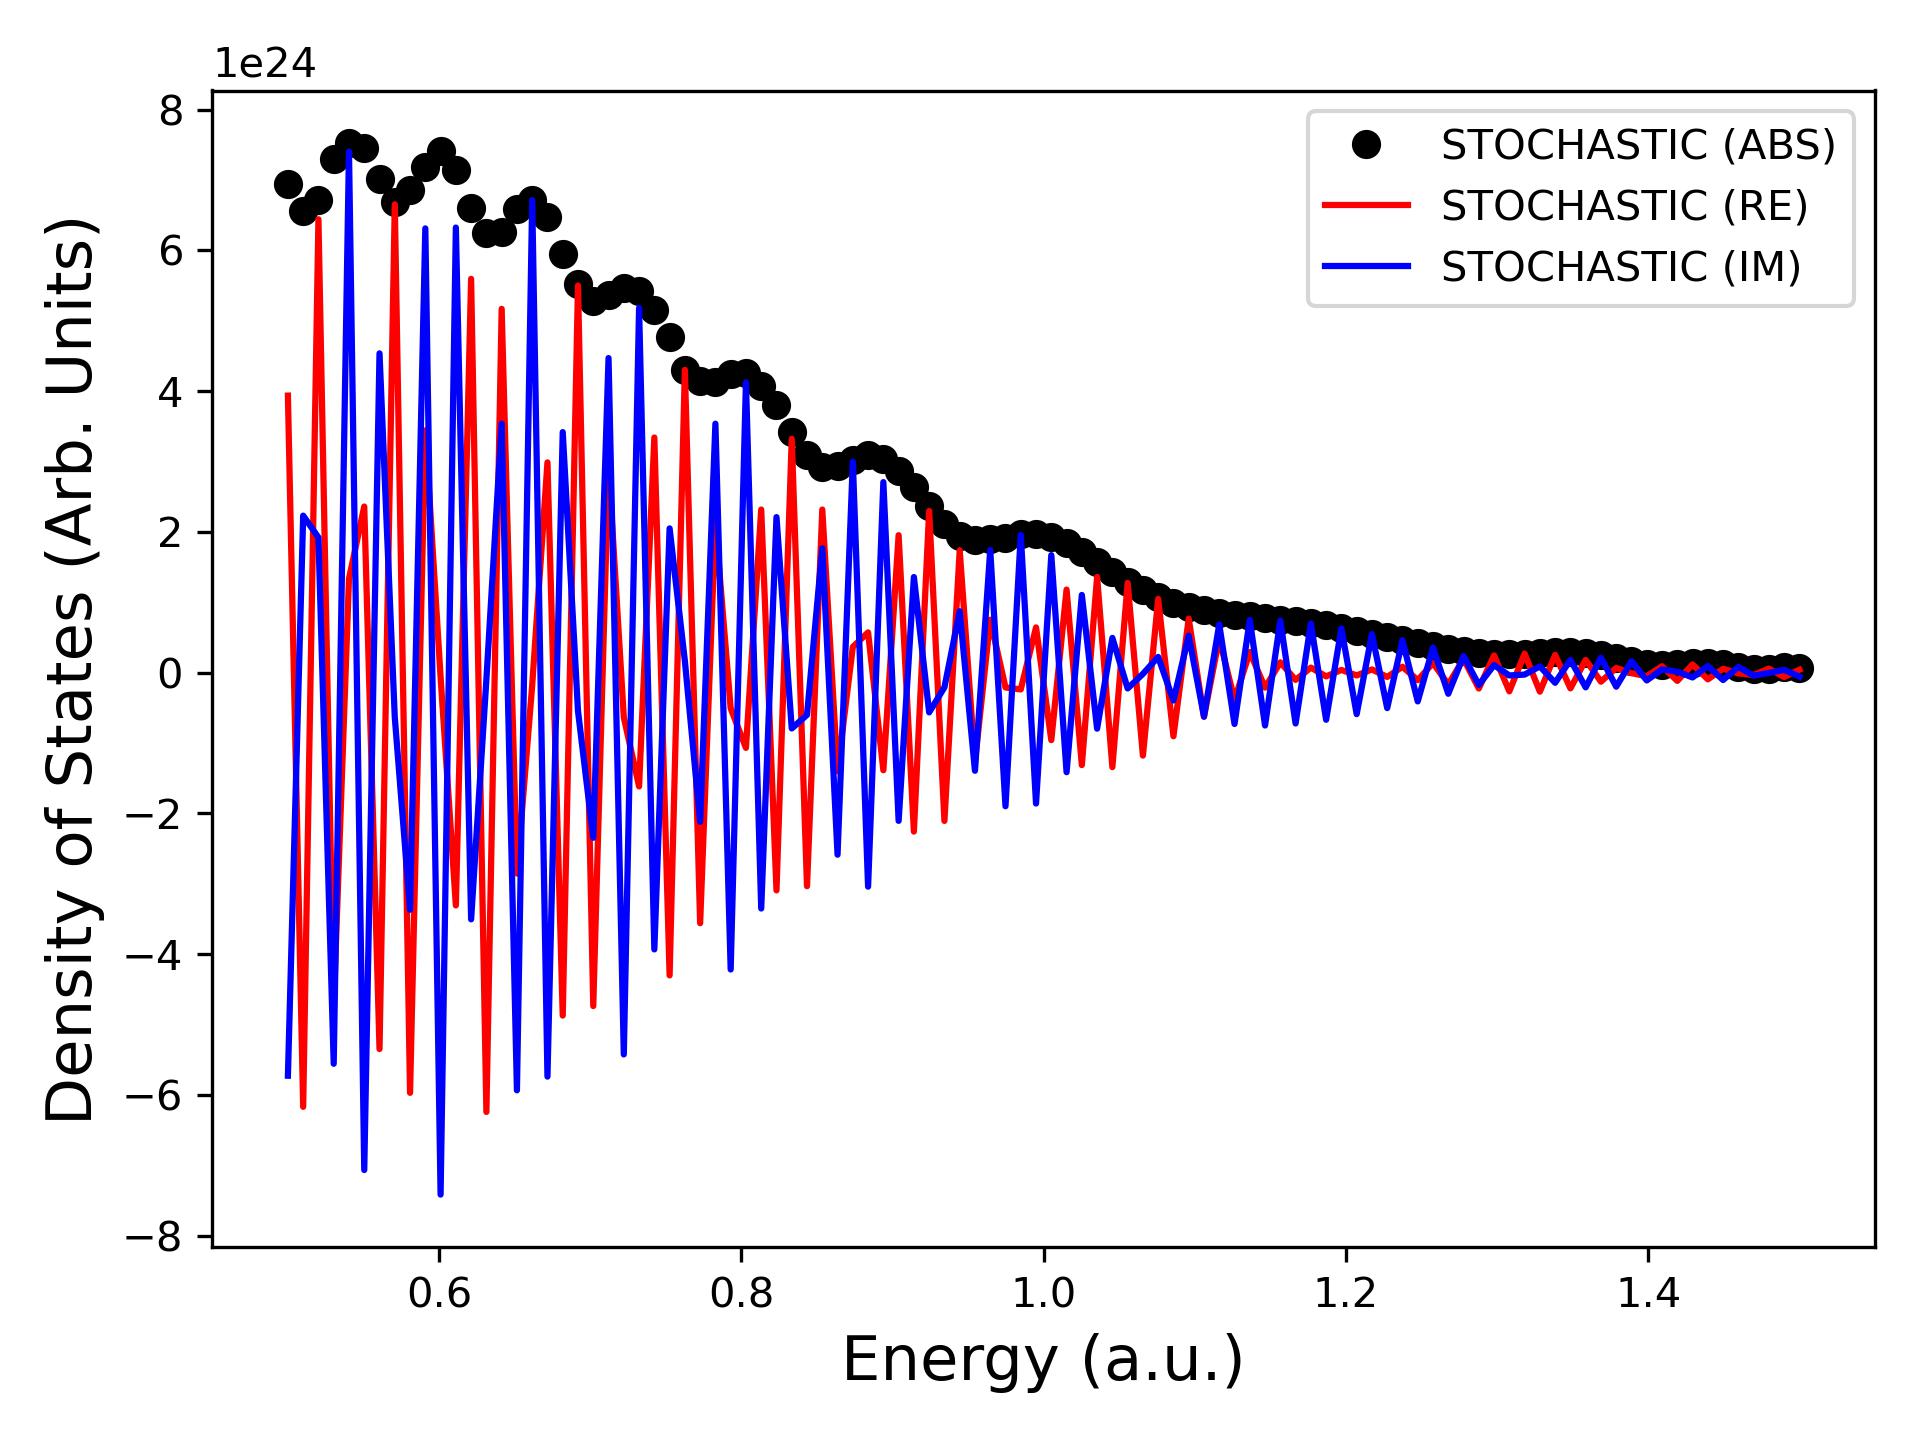 1e24
8
6
4
2
0
−2
−4
−6
−8
Density of States (Arb. Units)
STOCHASTIC (ABS)
STOCHASTIC (RE)
STOCHASTIC (IM)
0.6 0.8 1.0 1.2 1.4
Energy (a.u.)